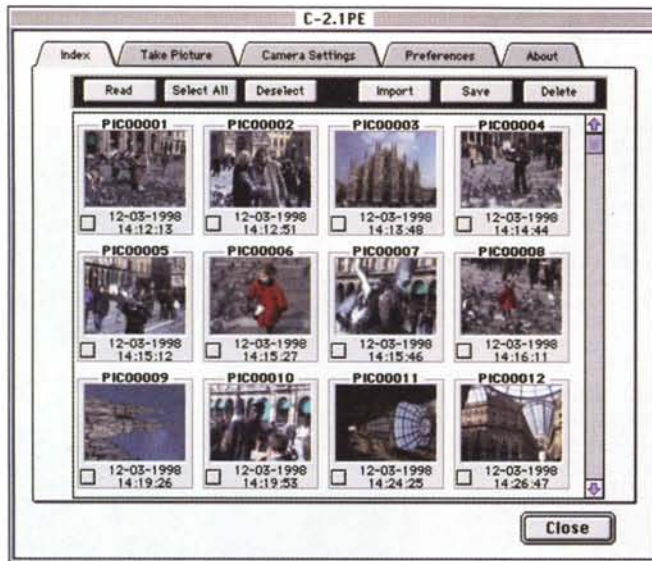 C-2.1PE
Index Take Picture Camera Settings Preferences About
Read Select All Deselect Import Save Delete
PIC00001 PIC00002 PIC00003 PIC00004
12-03-1998 12-03-1998 12-03-1998 12-03-1998
14:12:13 14:12:51 14:13:48 14:14:44
PIC00005 PIC00006 PIC00007 PIC00008
12-03-1998 12-03-1998 12-03-1998 12-03-1998
14:15:12 14:15:27 14:15:46 14:16:11
PIC00009 PIC00010 PIC00011 PIC00012
12-03-1998 12-03-1998 12-03-1998 12-03-1998
14:19:26 14:19:53 14:24:25 14:26:47
Close